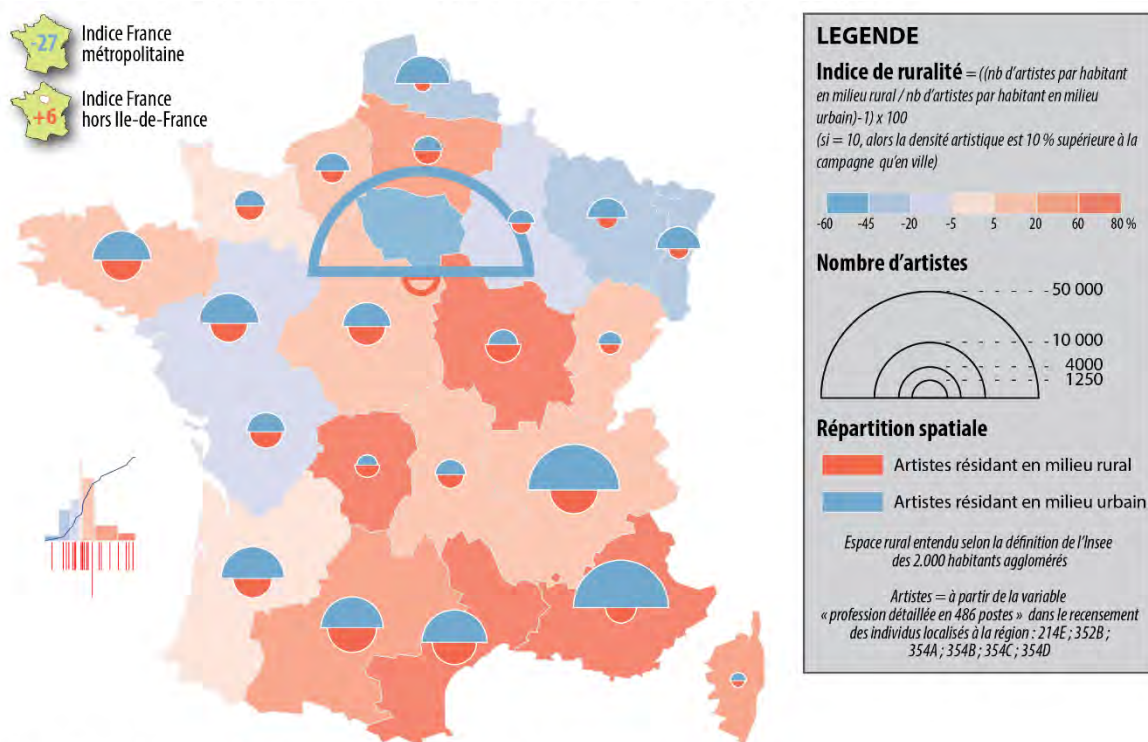 -27
Indice France
métropolitaine
+6
Indice France
hors Ile-de-France
LEGENDE
Indice de ruralité = ((nb d'artistes par habitant
en milieu rural / nb d'artistes par habitant en milieu
urbain)-1) x 100
(si = 10, alors la densité artistique est 10 % supérieure à la
campagne qu'en ville)
-60 -45 -20 -5 5 20 60 80 %
Nombre d'artistes
50 000
10 000
4000
1250
Répartition spatiale
Artistes résidant en milieu rural
Artistes résidant en milieu urbain
Espace rural entendu selon la définition de l'Insee
des 2.000 habitants agglomérés
Artistes = à partir de la variable
« profession détaillée en 486 postes » dans le recensement
des individus localisés à la région : 214E ; 352B ;
354A ; 354B ; 354C ; 354D